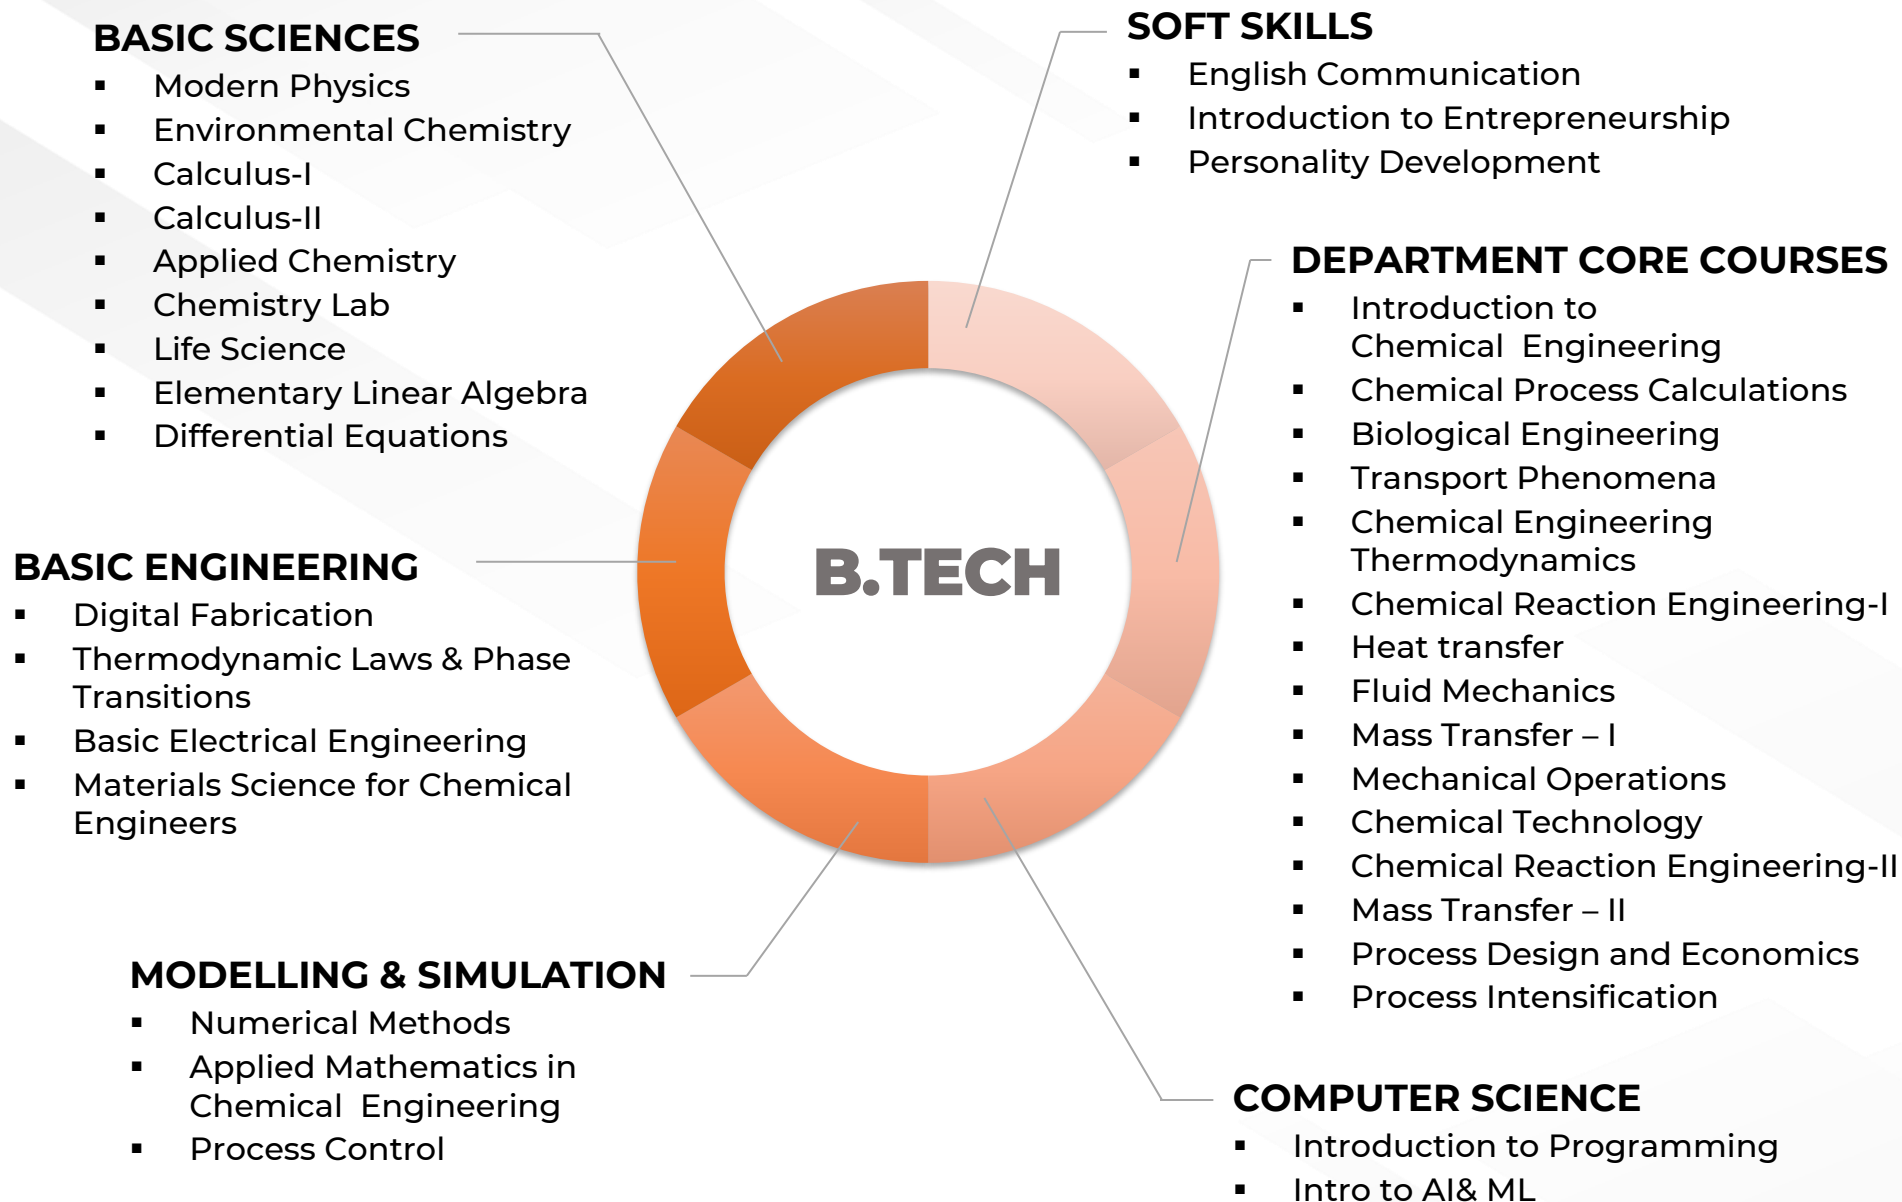 BASIC SCIENCES
▪ Modern Physics
▪ Environmental Chemistry
▪ Calculus-I
▪ Calculus-II
▪ Applied Chemistry
▪ Chemistry Lab
▪ Life Science
▪ Elementary Linear Algebra
▪ Differential Equations
BASIC ENGINEERING
▪ Digital Fabrication
▪ Thermodynamic Laws & Phase
Transitions
▪ Basic Electrical Engineering
▪ Materials Science for Chemical
Engineers
MODELLING & SIMULATION
▪ Numerical Methods
▪ Applied Mathematics in
Chemical Engineering
▪ Process Control
B.TECH
SOFT SKILLS
▪ English Communication
▪ Introduction to Entrepreneurship
▪ Personality Development
DEPARTMENT CORE COURSES
▪ Introduction to
Chemical Engineering
▪ Chemical Process Calculations
▪ Biological Engineering
▪ Transport Phenomena
▪ Chemical Engineering
Thermodynamics
▪ Chemical Reaction Engineering-I
▪ Heat transfer
▪ Fluid Mechanics
▪ Mass Transfer – I
▪ Mechanical Operations
▪ Chemical Technology
▪ Chemical Reaction Engineering-II
▪ Mass Transfer – II
▪ Process Design and Economics
▪ Process Intensification
COMPUTER SCIENCE
▪ Introduction to Programming
▪ Intro to AI& ML